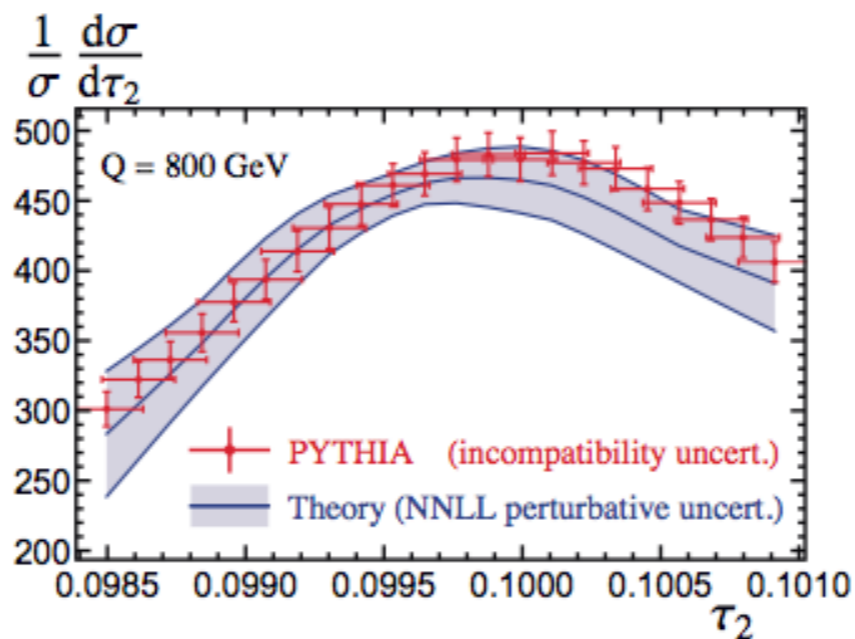 1/σ dσ/dτ₂
500
Q = 800 GeV
450
400
350
300
PYTHIA (incompatibility uncert.)
250
Theory (NNLL perturbative uncert.)
200
0.0985 0.0990 0.0995 0.1000 0.1005 0.1010
τ₂